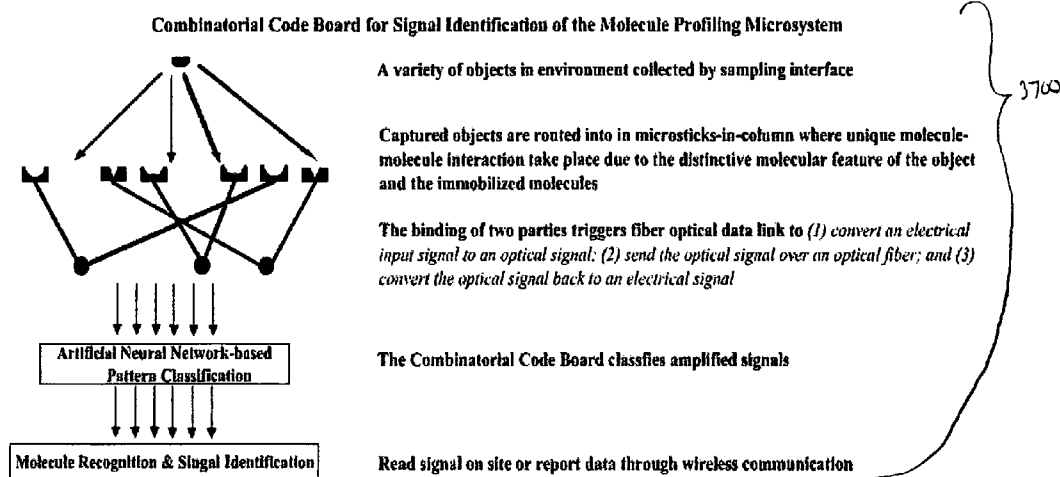 Combinatorial Code Board for Signal Identification of the Molecule Profiling Microsystem
A variety of objects in environment collected by sampling interface
3700
Captured objects are routed into in microsticks-in-column where unique molecule-
molecule interaction take place due to the distinctive molecular feature of the object
and the immobilized molecules
The binding of two parties triggers fiber optical data link to (1) convert an electrical
input signal to an optical signal; (2) send the optical signal over an optical fiber; and (3)
convert the optical signal back to an electrical signal
Artificial Neural Network-based
Pattern Classification
The Combinatorial Code Board classfies amplified signals
Molecule Recognition & Singal Identification
Read signal on site or report data through wireless communication